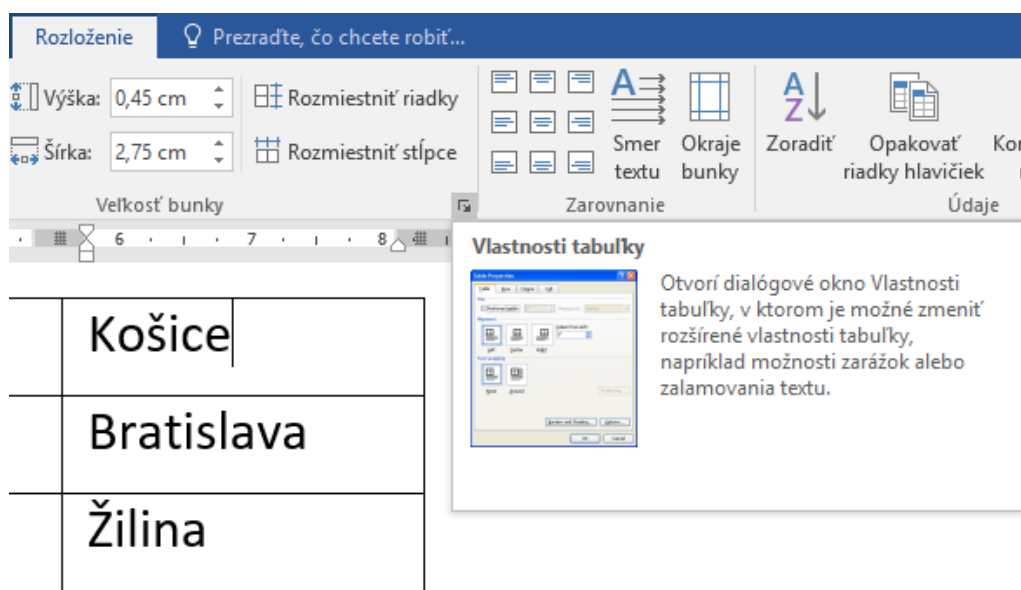 Rozloženie Prezraďte, čo chcete robiť...
Výška: 0,45 cm Rozmiestniť riadky
Šírka: 2,75 cm Rozmiestniť stĺpce
Veľkosť bunky
A
Smer
textu
Okraje
bunky
Zarovnanie
A
Z
Zoradiť
Opakovať
riadky hlavičiek
Údaje
6 7 8
Vlastnosti tabuľky
Otvorí dialógové okno Vlastnosti
tabuľky, v ktorom je možné zmeniť
rozšírené vlastnosti tabuľky,
napríklad možnosti zarážok alebo
zalamovania textu.
Košice
Bratislava
Žilina